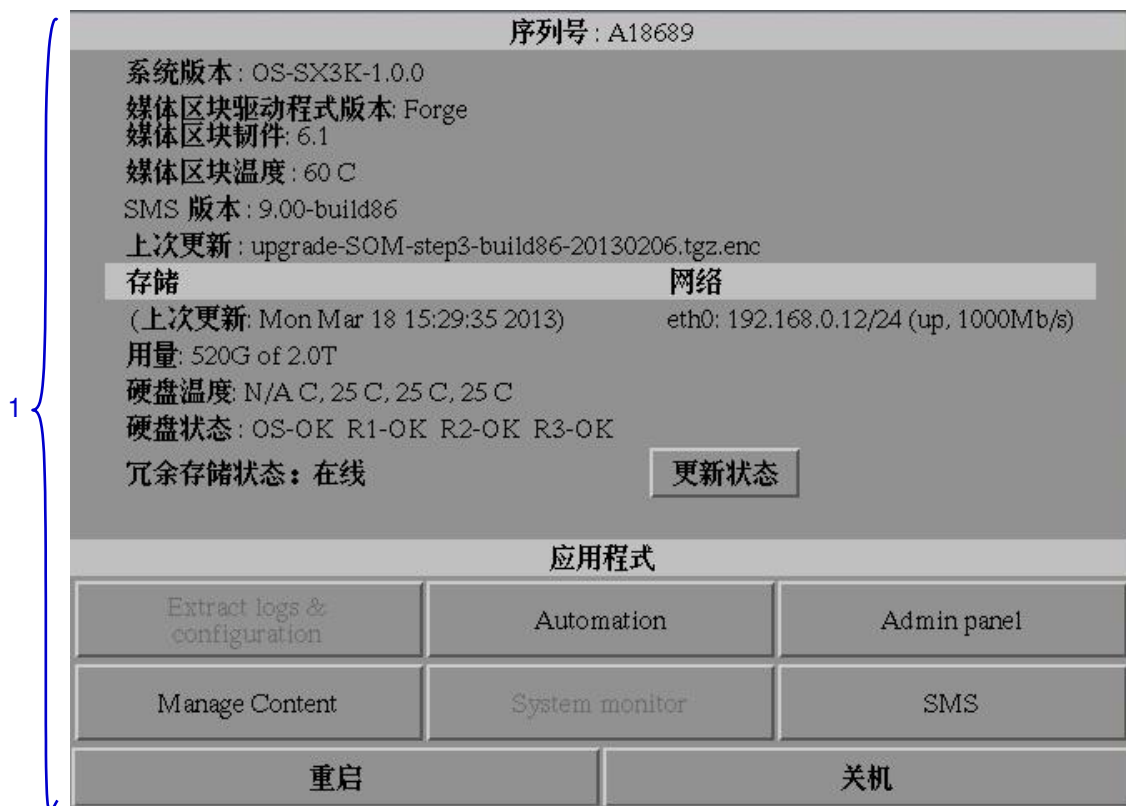 序列号 : A18689
系统版本 : OS-SX3K-1.0.0
媒体区块驱动程式版本: Forge
媒体区块韧件: 6.1
媒体区块温度 : 60 C
SMS 版本 : 9.00-build86
上次更新 : upgrade-SOM-step3-build86-20130206.tgz.enc
存储 网络
(上次更新: Mon Mar 18 15:29:35 2013) eth0: 192.168.0.12/24 (up, 1000Mb/s)
用量: 520G of 2.0T
硬盘温度: N/A C, 25 C, 25 C, 25 C
1
硬盘状态 : OS-OK R1-OK R2-OK R3-OK
冗余存储状态：在线 更新状态
应用程式
Extract logs &
configuration
Automation
Admin panel
Manage Content
System monitor
SMS
重启
关机